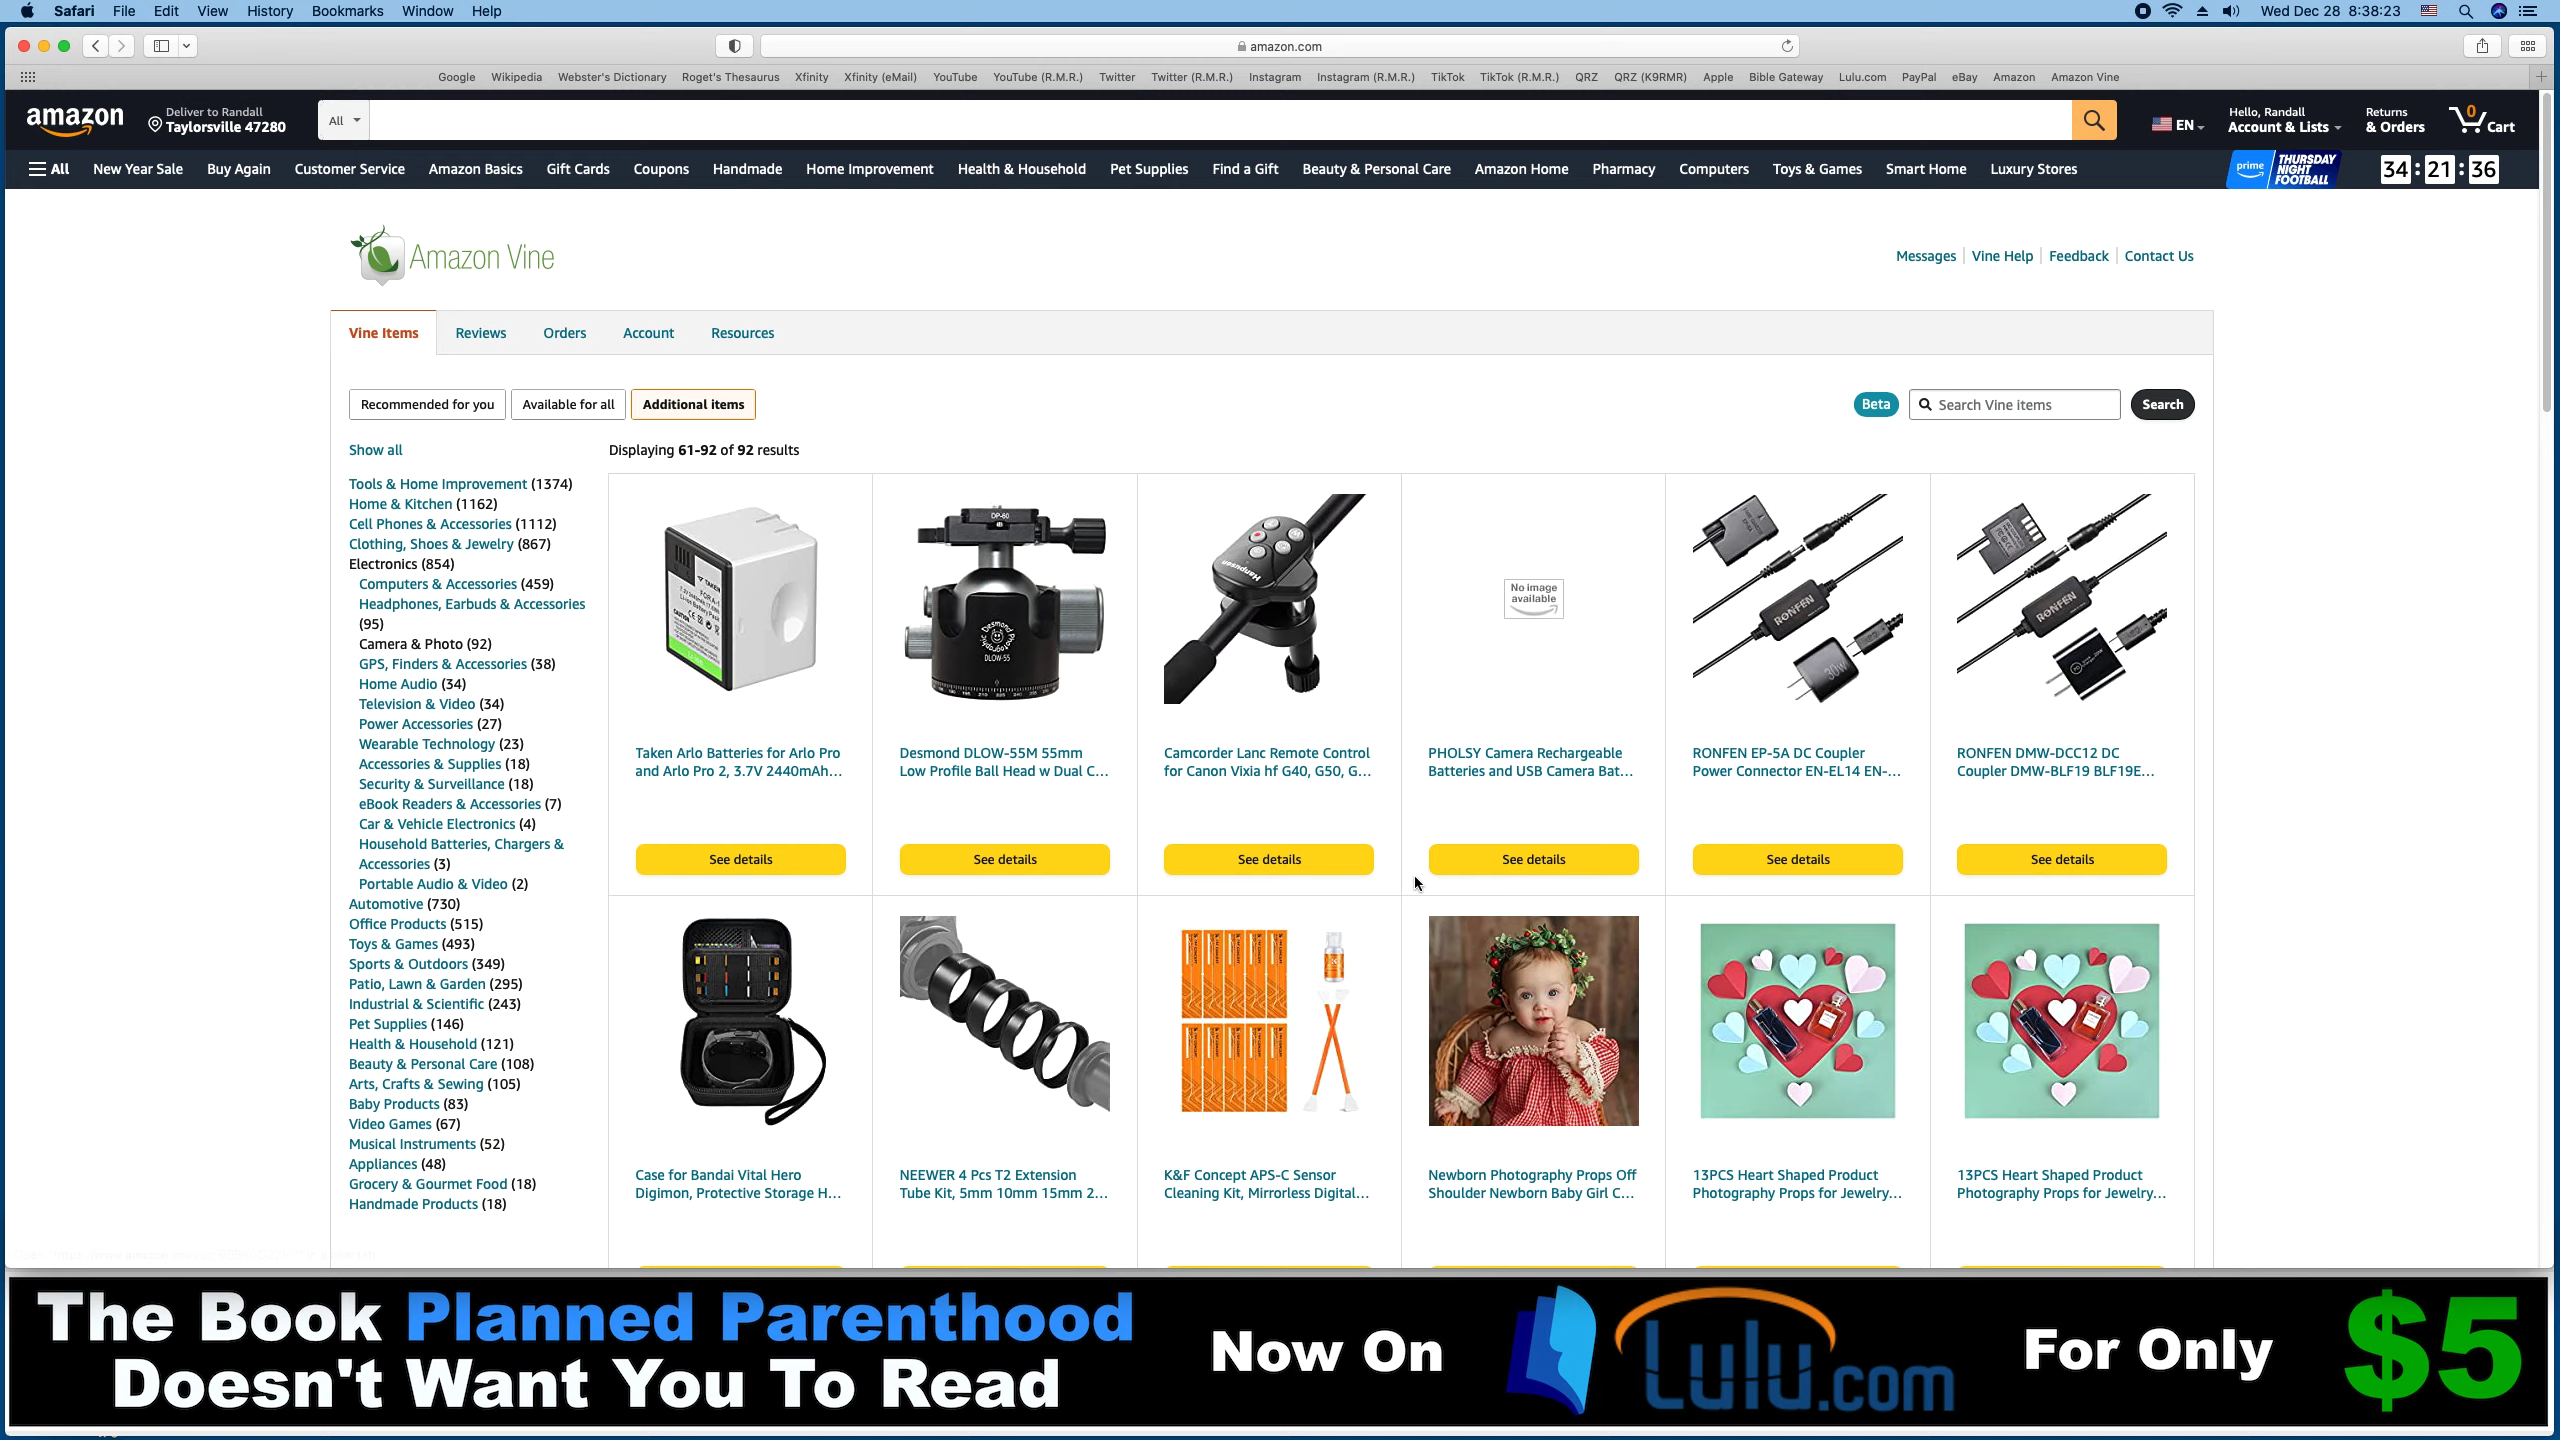 Safari File Edit View History Bookmarks Window Help
Wed Dec 28 8:38:23
amazon.com
Google Wikipedia Webster's Dictionary Roget's Thesaurus Xfinity Xfinity (eMail) YouTube YouTube (R.M.R.) Twitter Twitter (R.M.R.) Instagram Instagram (R.M.R.) TikTok TikTok (R.M.R.) QRZ QRZ (K9RMR) Apple Bible Gateway Lulu.com PayPal eBay Amazon Amazon Vine
amazon
Deliver to Randall
Taylorsville 47280
All
EN
Hello, Randall
Account & Lists
Returns
& Orders
0
Cart
All New Year Sale Buy Again Customer Service Amazon Basics Gift Cards Coupons Handmade Home Improvement Health & Household Pet Supplies Find a Gift Beauty & Personal Care Amazon Home Pharmacy Computers Toys & Games Smart Home Luxury Stores
prime THURSDAY NIGHT FOOTBALL
34:21:36
Amazon Vine
Messages Vine Help Feedback Contact Us
Vine Items Reviews Orders Account Resources
Recommended for you Available for all Additional items
Beta Search Vine items Search
Show all
Displaying 61-92 of 92 results
Tools & Home Improvement (1374)
Home & Kitchen (1162)
Cell Phones & Accessories (1112)
Clothing, Shoes & Jewelry (867)
Electronics (854)
Computers & Accessories (459)
Headphones, Earbuds & Accessories
(95)
Camera & Photo (92)
GPS, Finders & Accessories (38)
Home Audio (34)
Television & Video (34)
Power Accessories (27)
Wearable Technology (23)
Accessories & Supplies (18)
Security & Surveillance (18)
eBook Readers & Accessories (7)
Car & Vehicle Electronics (4)
Household Batteries, Chargers &
Accessories (3)
Portable Audio & Video (2)
Automotive (730)
Office Products (515)
Toys & Games (493)
Sports & Outdoors (349)
Patio, Lawn & Garden (295)
Industrial & Scientific (243)
Pet Supplies (146)
Health & Household (121)
Beauty & Personal Care (108)
Arts, Crafts & Sewing (105)
Baby Products (83)
Video Games (67)
Musical Instruments (52)
Appliances (48)
Grocery & Gourmet Food (18)
Handmade Products (18)
TAKEN
DP-60
Desmond
DLOW-55
Hanpusen
No image
available
RONFEN
30W
RONFEN
Taken Arlo Batteries for Arlo Pro
and Arlo Pro 2, 3.7V 2440mAh...
Desmond DLOW-55M 55mm
Low Profile Ball Head w Dual C...
Camcorder Lanc Remote Control
for Canon Vixia hf G40, G50, G...
PHOLSY Camera Rechargeable
Batteries and USB Camera Bat...
RONFEN EP-5A DC Coupler
Power Connector EN-EL14 EN-...
RONFEN DMW-DCC12 DC
Coupler DMW-BLF19 BLF19E...
See details See details See details See details See details See details
Case for Bandai Vital Hero
Digimon, Protective Storage H...
NEEWER 4 Pcs T2 Extension
Tube Kit, 5mm 10mm 15mm 2...
K&F Concept APS-C Sensor
Cleaning Kit, Mirrorless Digital...
Newborn Photography Props Off
Shoulder Newborn Baby Girl C...
13PCS Heart Shaped Product
Photography Props for Jewelry...
13PCS Heart Shaped Product
Photography Props for Jewelry...
The Book Planned Parenthood
Doesn't Want You To Read
Now On
Lulu.com
For Only
$5